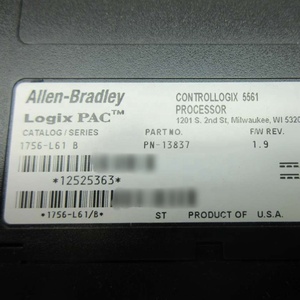 Allen-Bradley
Logix PAC™
CONTROLLOGIX 5561
PROCESSOR
1201 S. 2nd St, Milwaukee, WI 5320
CATALOG / SERIES PART NO. F/W REV.
1756-L61 B PN-13837 1.9
*12525363*
*1756-L61/B* ST PRODUCT OF U.S.A.